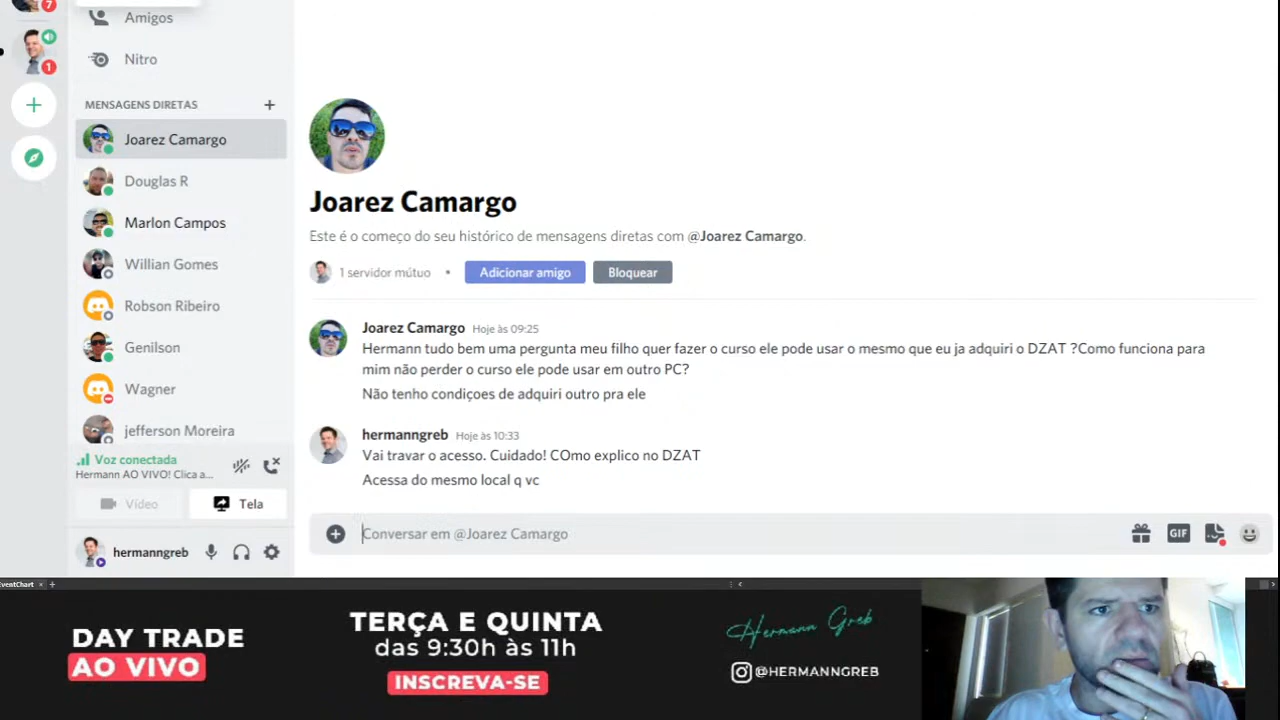 7
Amigos
1
Nitro
MENSAGENS DIRETAS +
Joarez Camargo
Douglas R
Marlon Campos
Willian Gomes
Robson Ribeiro
Genilson
Wagner
jefferson Moreira
Voz conectada
Hermann AO VIVO! Clica a...
Vídeo
Tela
hermanngreb
Joarez Camargo
Este é o começo do seu histórico de mensagens diretas com @Joarez Camargo.
1 servidor mútuo • Adicionar amigo Bloquear
Joarez Camargo Hoje às 09:25
Hermann tudo bem uma pergunta meu filho quer fazer o curso ele pode usar o mesmo que eu ja adquiri o DZAT ?Como funciona para
mim não perder o curso ele pode usar em outro PC?
Não tenho condiçoes de adquiri outro pra ele
hermanngreb Hoje às 10:33
Vai travar o acesso. Cuidado! COmo explico no DZAT
Acessa do mesmo local q vc
Conversar em @Joarez Camargo
GIF
EventChart × +
DAY TRADE
AO VIVO
TERÇA E QUINTA
das 9:30h às 11h
INSCREVA-SE
Hermann Greb
@HERMANNGREB